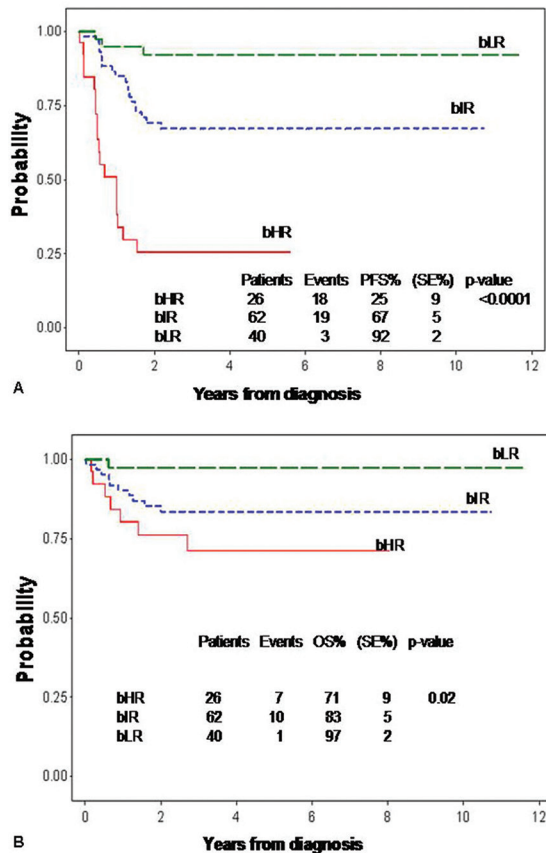 1.00
bLR
0.75
bIR
Probability
0.50
0.25
bHR
Patients Events PFS% (SE%) p-value
bHR 26 18 25 9 <0.0001
bIR 62 19 67 5
bLR 40 3 92 2
0.00
0 2 4 6 8 10 12
A
Years from diagnosis
1.00
bLR
bIR
0.75
bHR
Probability
0.50
Patients Events OS% (SE%) p-value
0.25
bHR 26 7 71 9 0.02
bIR 62 10 83 5
bLR 40 1 97 2
0.00
0 2 4 6 8 10 12
B
Years from diagnosis